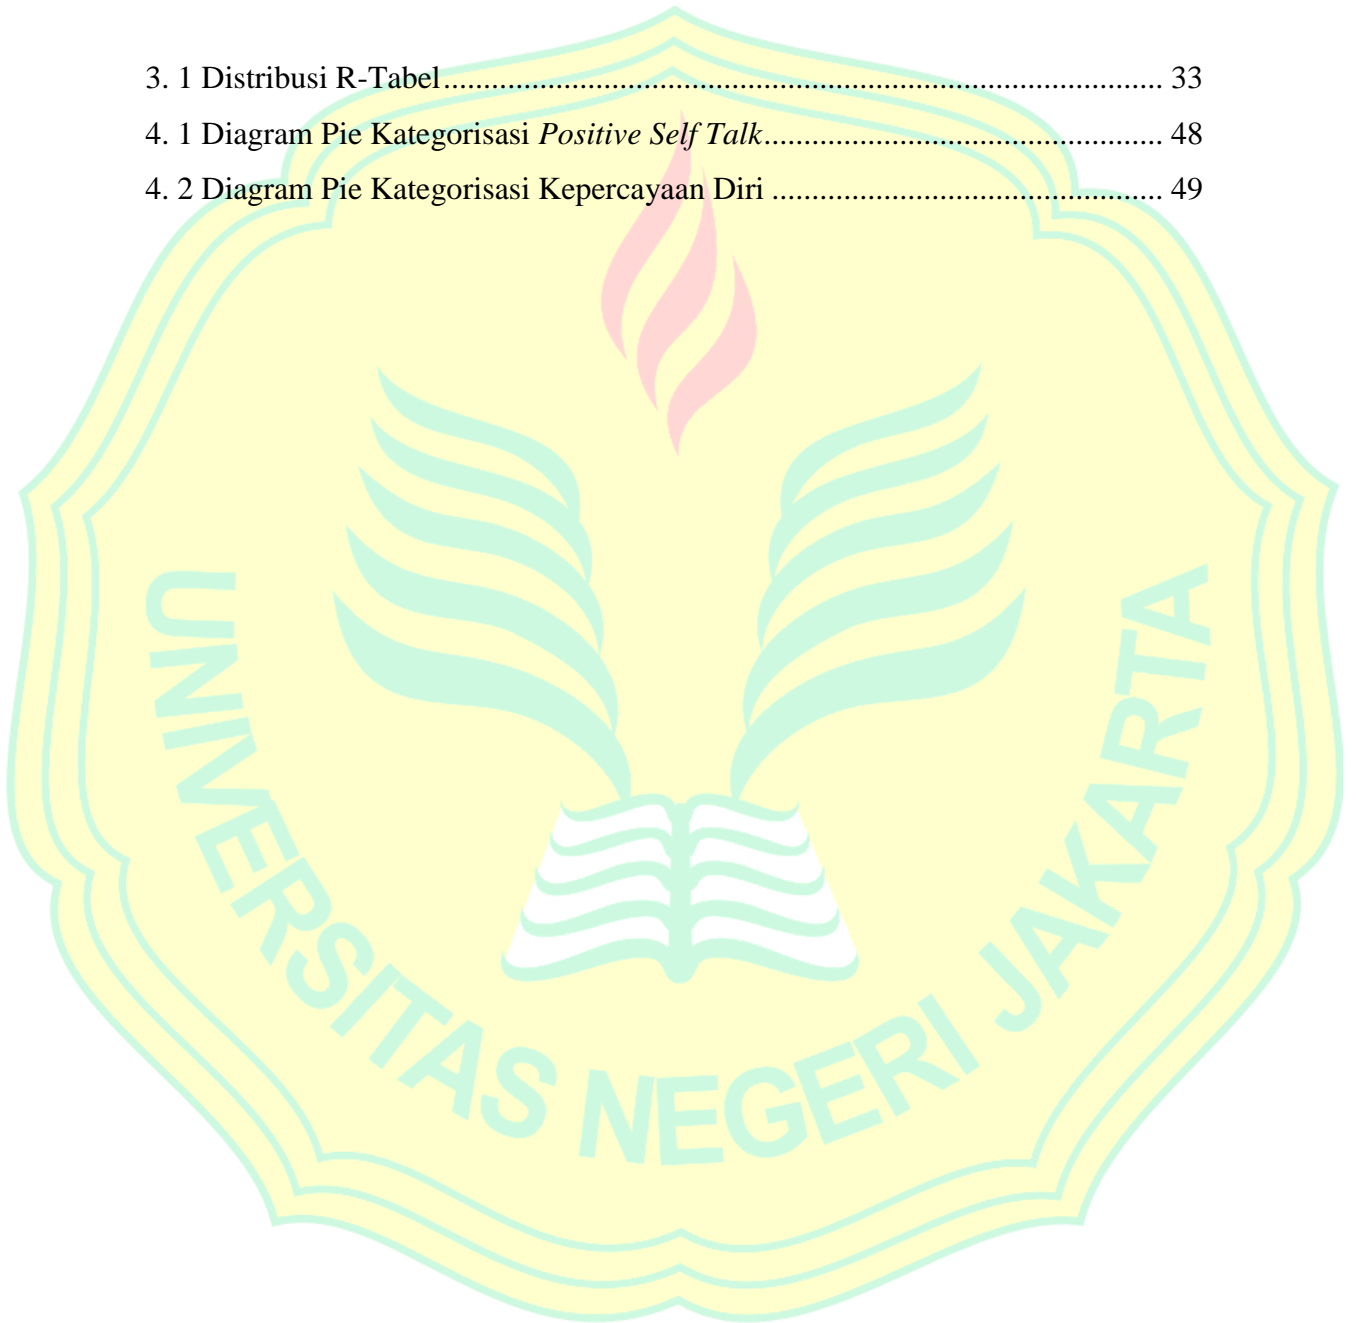 3. 1 Distribusi R-Tabel.......................................................................................... 33
4. 1 Diagram Pie Kategorisasi Positive Self Talk.................................................. 48
4. 2 Diagram Pie Kategorisasi Kepercayaan Diri ................................................. 49
UNIVERSITAS NEGERI JAKARTA